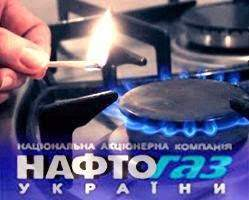 НАЦІОНАЛЬНА АКЦІОНЕРНА КОМПАНІЯ
НАФТОгаз
УКРАЇНИ